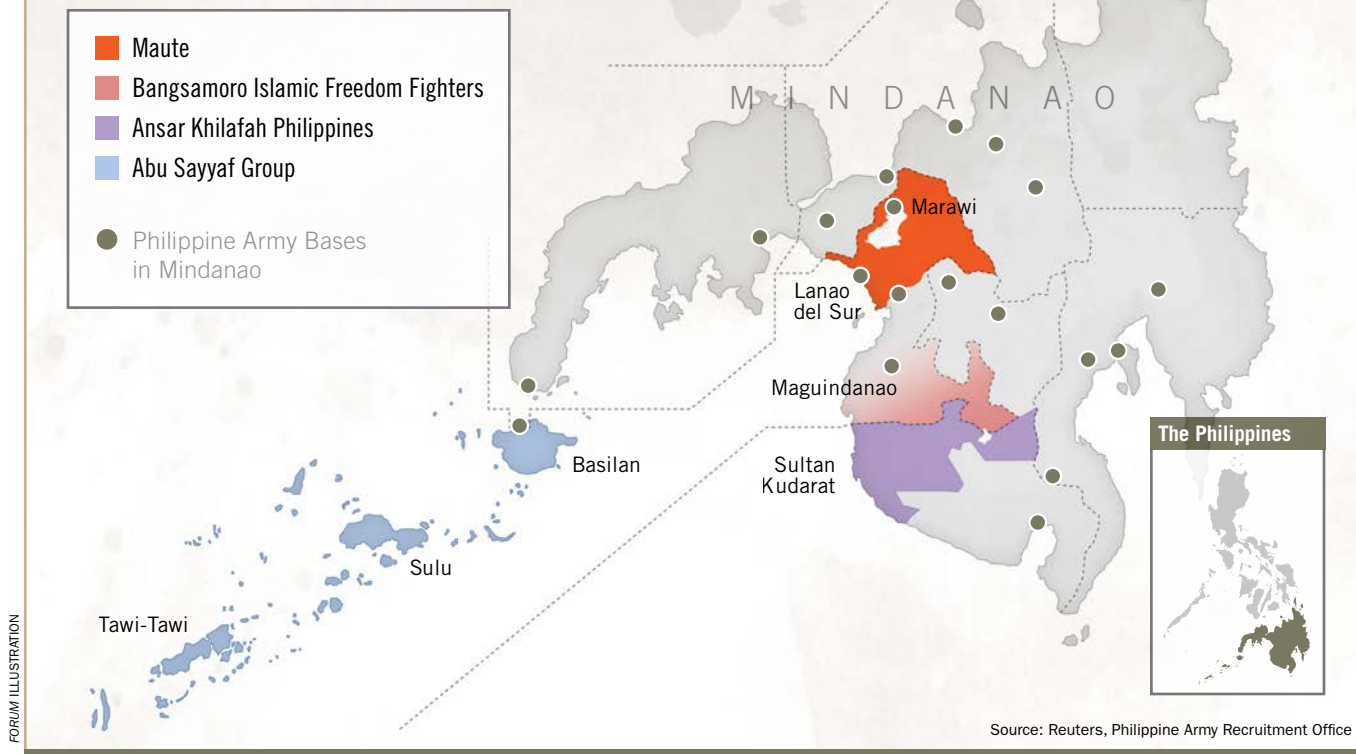 Maute
Bangsamoro Islamic Freedom Fighters
Ansar Khilafah Philippines
Abu Sayyaf Group
Philippine Army Bases
in Mindanao
MINDANAO
Marawi
Lanao
del Sur
Maguindanao
Basilan
Sultan
Kudarat
Sulu
Tawi-Tawi
The Philippines
FORUM ILLUSTRATION
Source: Reuters, Philippine Army Recruitment Office